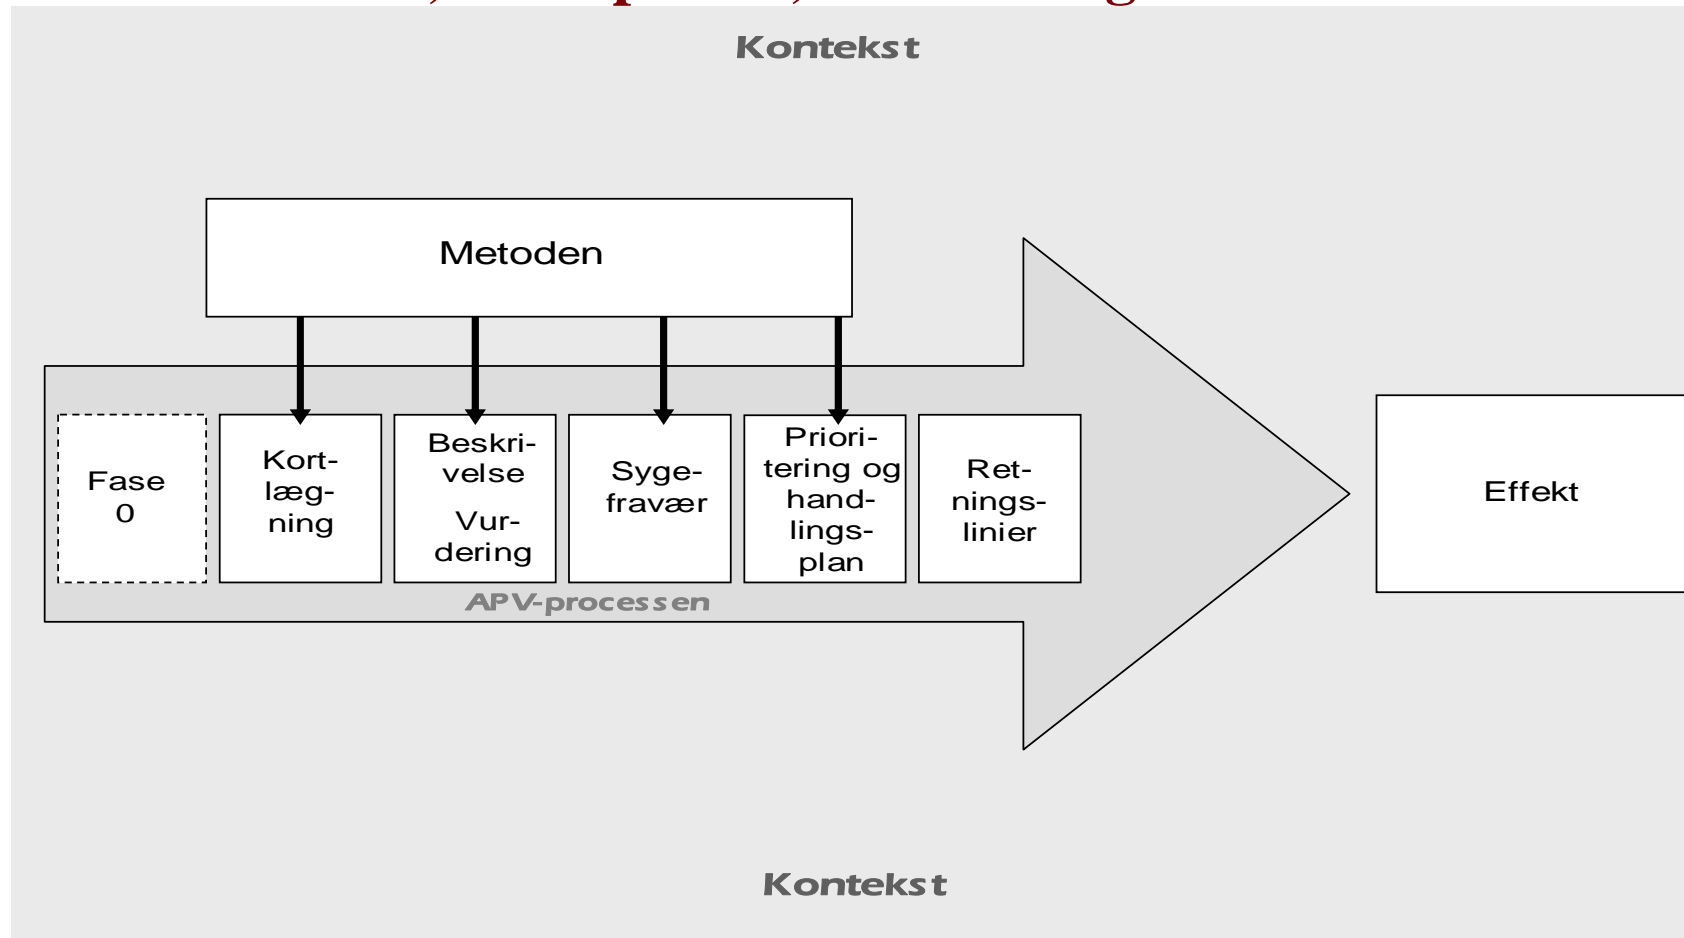 Kontekst
Metoden
Fase
0
Kort-
læg-
ning
Beskri-
velse
Vur-
dering
Syge-
fravær
Priori-
tering og
hand-
lings-
plan
Ret-
nings-
linier
Effekt
APV-processen
Kontekst